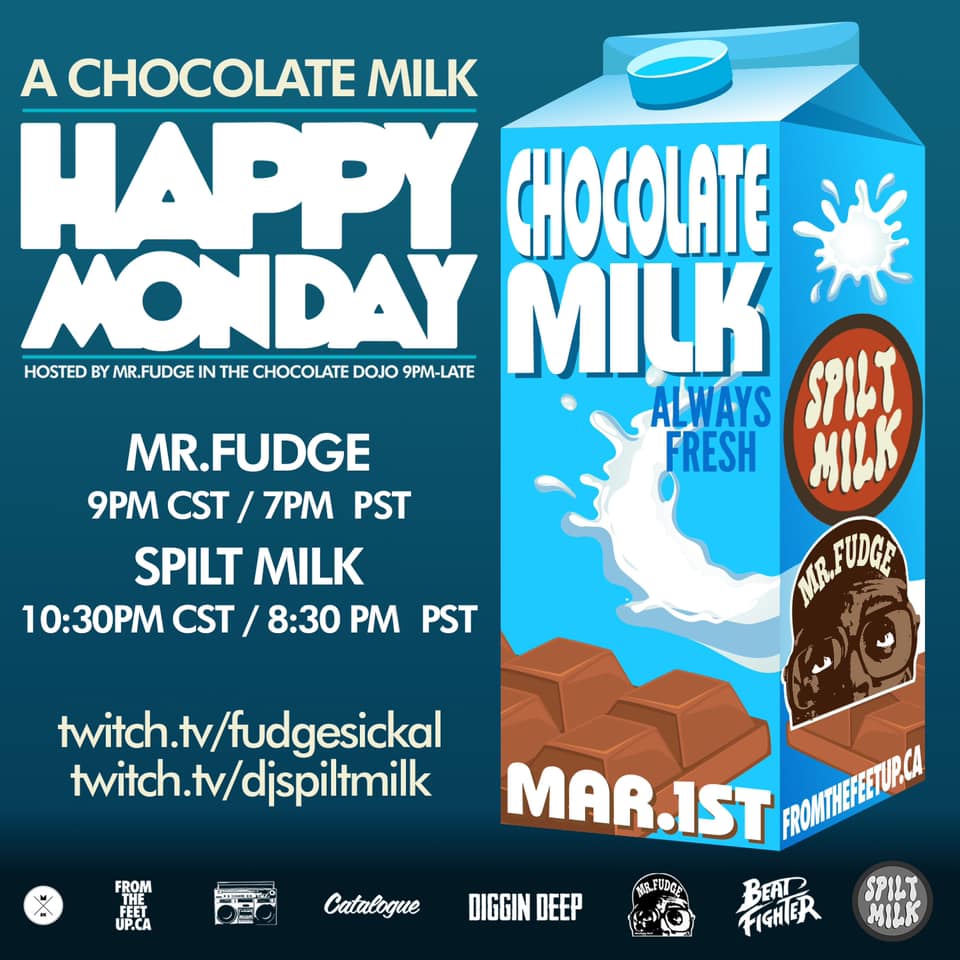 A CHOCOLATE MILK
HAPPY
MONDAY
HOSTED BY MR.FUDGE IN THE CHOCOLATE DOJO 9PM-LATE
MR.FUDGE
9PM CST / 7PM PST
SPILT MILK
10:30PM CST / 8:30 PM PST
twitch.tv/fudgesickal
twitch.tv/djspiltmilk
CHOCOLATE
MILK
ALWAYS
FRESH
MAR.1ST
SPILT
MILK
MR.FUDGE
FROMTHEFEETUP.CA
FROM
THE
FEET
UP.CA
Catalogue
DIGGIN DEEP
MR.FUDGE
BEAT
FIGHTER
SPILT
MILK